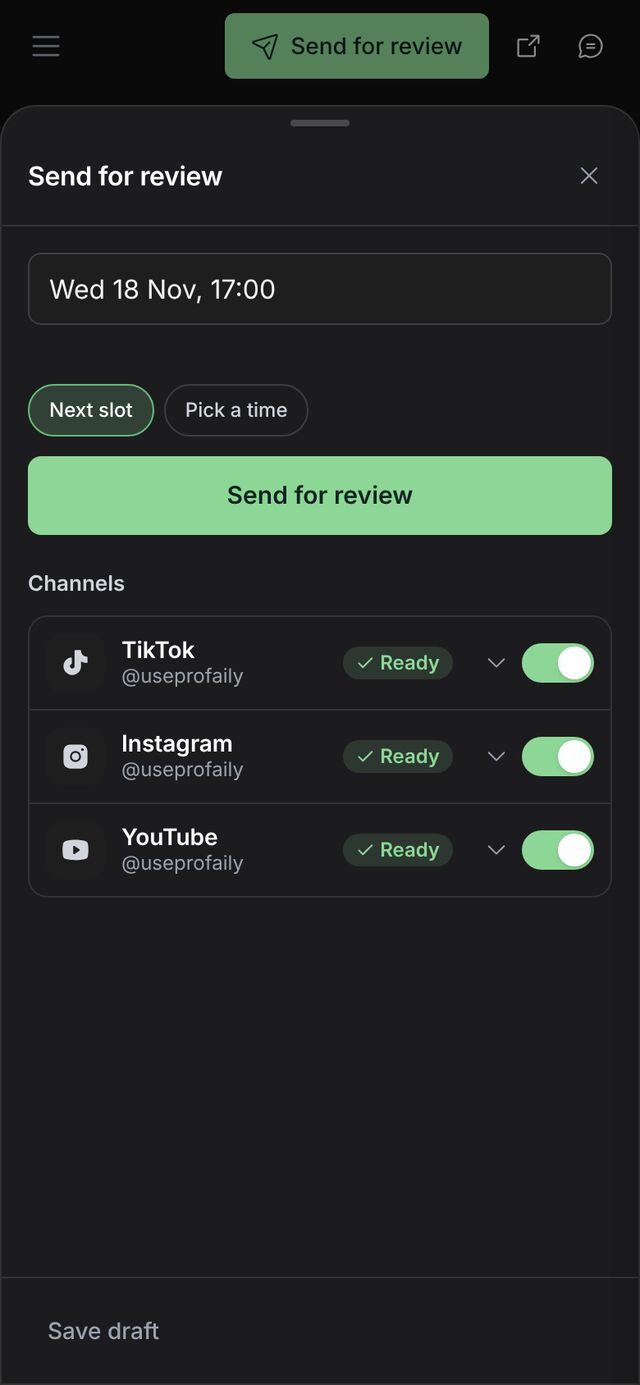 Send for review
Send for review
Wed 18 Nov, 17:00
Next slot
Pick a time
Send for review
Channels
TikTok
@useprofaily
Ready
Instagram
@useprofaily
Ready
YouTube
@useprofaily
Ready
Save draft